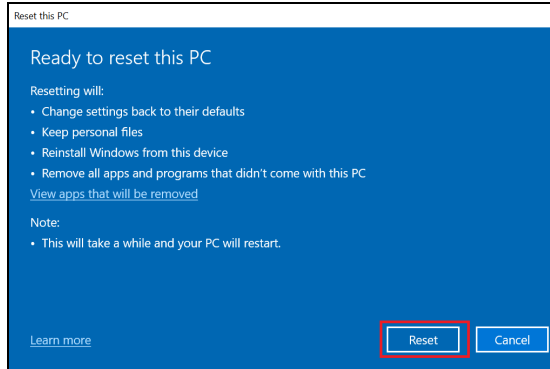 Reset this PC
Ready to reset this PC
Resetting will:
• Change settings back to their defaults
• Keep personal files
• Reinstall Windows from this device
• Remove all apps and programs that didn't come with this PC
View apps that will be removed
Note:
• This will take a while and your PC will restart.
Learn more
Reset
Cancel